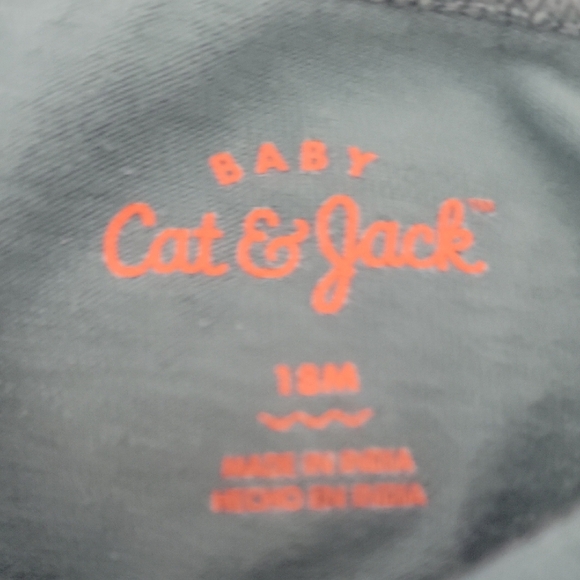 BABY
Cat & Jack™
18M
MADE IN INDIA
HECHO EN INDIA